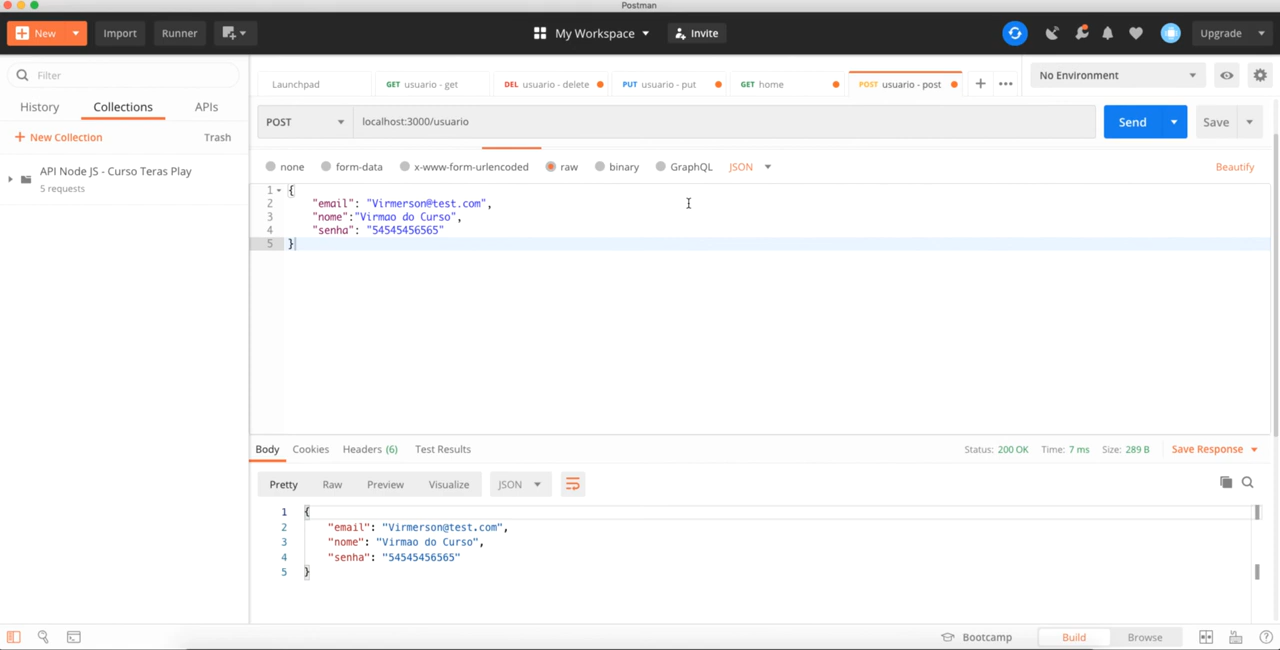 Postman
New
Import
Runner
My Workspace
Invite
Upgrade
Filter
Launchpad
GET usuario - get
DEL usuario - delete
PUT usuario - put
GET home
POST usuario - post
No Environment
History
Collections
APIs
New Collection
Trash
API Node JS - Curso Teras Play
5 requests
POST
localhost:3000/usuario
Send
Save
none
form-data
x-www-form-urlencoded
raw
binary
GraphQL
JSON
Beautify
1 {
2 "email": "Virmerson@test.com",
3 "nome":"Virmao do Curso",
4 "senha": "54545456565"
5 }
Body
Cookies
Headers (6)
Test Results
Status: 200 OK
Time: 7 ms
Size: 289 B
Save Response
Pretty
Raw
Preview
Visualize
JSON
1 {
2 "email": "Virmerson@test.com",
3 "nome": "Virmao do Curso",
4 "senha": "54545456565"
5 }
Bootcamp
Build
Browse